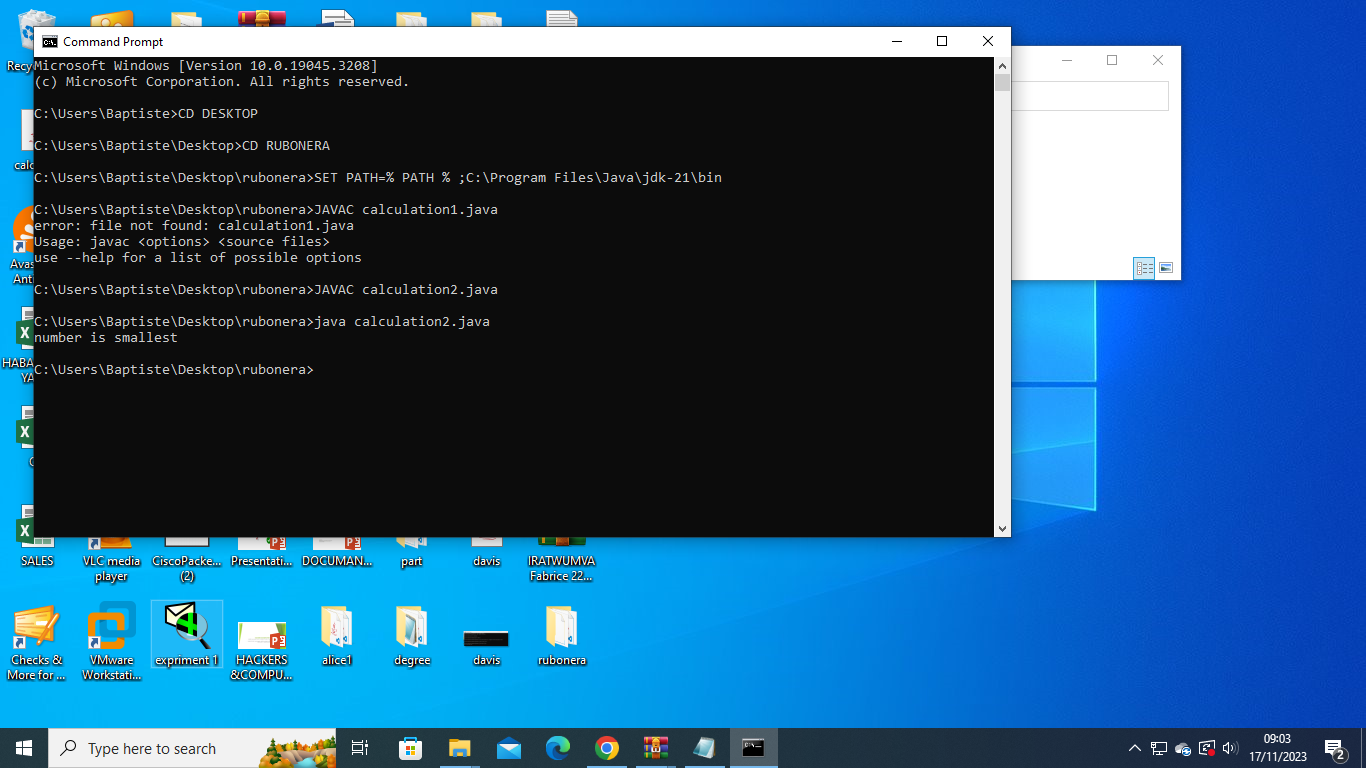 Command Prompt
Microsoft Windows [Version 10.0.19045.3208]
(c) Microsoft Corporation. All rights reserved.
C:\Users\Baptiste>CD DESKTOP
C:\Users\Baptiste\Desktop>CD RUBONERA
C:\Users\Baptiste\Desktop\rubonera>SET PATH=% PATH % ;C:\Program Files\Java\jdk-21\bin
C:\Users\Baptiste\Desktop\rubonera>JAVAC calculation1.java
error: file not found: calculation1.java
Usage: javac <options> <source files>
use --help for a list of possible options
C:\Users\Baptiste\Desktop\rubonera>JAVAC calculation2.java
C:\Users\Baptiste\Desktop\rubonera>java calculation2.java
number is smallest
C:\Users\Baptiste\Desktop\rubonera>
SALES
VLC media
player
CiscoPacke...
(2)
Presentati...
DOCUMAN...
part
davis
IRATWUMVA
Fabrice 22...
Checks &
More for ...
VMware
Workstati...
expriment 1
HACKERS
&COMPU...
alice1
degree
davis
rubonera
Type here to search
09:03
17/11/2023
2